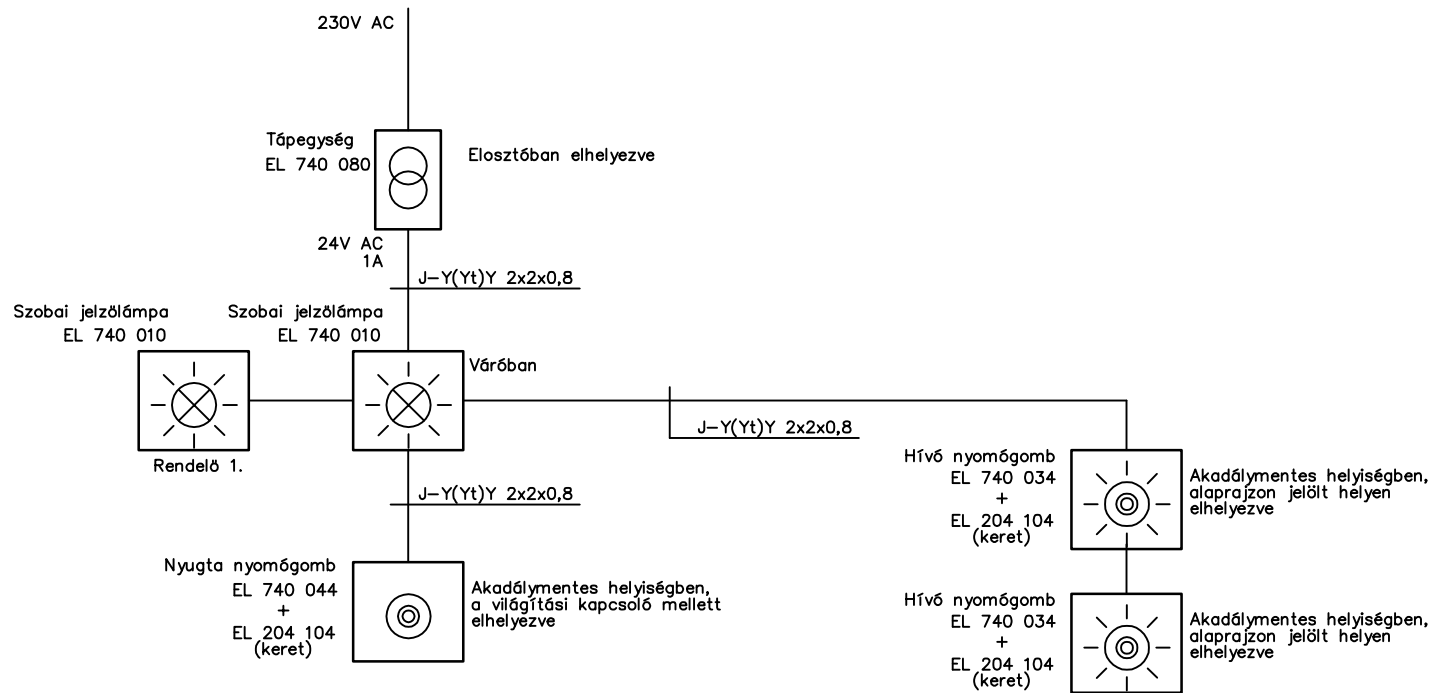 230V AC
Tápegység
EL 740 080
Elosztóban elhelyezve
24V AC
1A
J-Y(Yt)Y 2x2x0,8
Szobai jelzölámpa
EL 740 010
Szobai jelzölámpa
EL 740 010
Váróban
Rendelö 1.
J-Y(Yt)Y 2x2x0,8
J-Y(Yt)Y 2x2x0,8
Hívó nyomógomb
EL 740 034
+
EL 204 104
(keret)
Akadálymentes helyiségben,
alaprajzon jelölt helyen
elhelyezve
Nyugta nyomógomb
EL 740 044
+
EL 204 104
(keret)
Akadálymentes helyiségben,
a világítási kapcsoló mellett
elhelyezve
Hívó nyomógomb
EL 740 034
+
EL 204 104
(keret)
Akadálymentes helyiségben,
alaprajzon jelölt helyen
elhelyezve